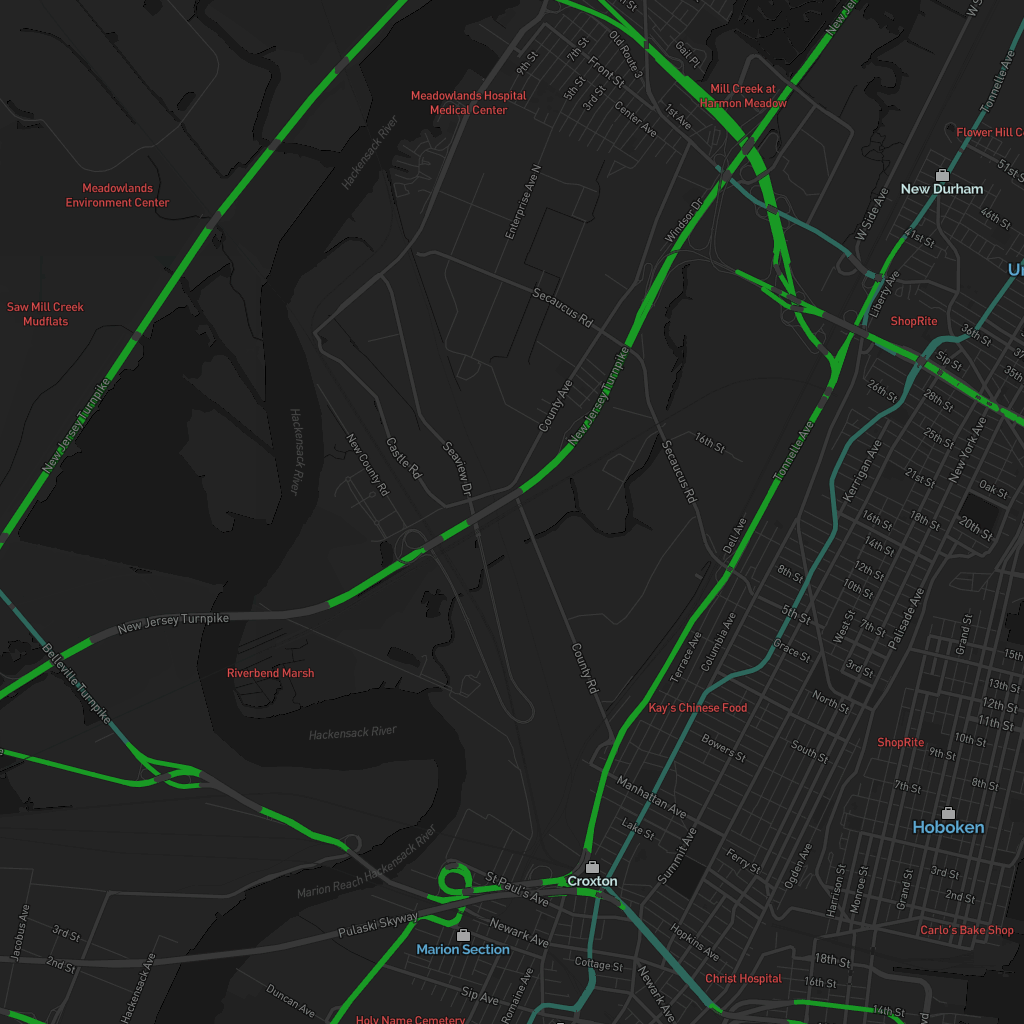 New Jersey Turnpike
W S
Old Route 3
Gail Pl
7th St
9th St
Front St
5th St
3rd St
Center Ave
1st Ave
Mill Creek at
Harmon Meadow
Meadowlands Hospital
Medical Center
Tonnelle Ave
Flower Hill C
Hackensack River
51st S
New Durham
Meadowlands
Environment Center
Enterprise Ave N
W Side Ave
46th St
Windsor Dr
41st St
Saw Mill Creek
Mudflats
Secaucus Rd
Liberty Ave
ShopRite
36th St
Sip St
35th
New Jersey Turnpike
New Jersey Turnpike
County Ave
26th St
28th St
Hackensack River
New County Rd
Castle Rd
Seaview Dr
16th St
Secaucus Rd
Tonnelle Ave
Kerrigan Ave
25th St
New York Ave
21st St
Oak St
16th St
18th St
20th St
Dell Ave
14th St
12th St
8th St
10th St
5th St
West St
7th St
Palisade Ave
Grand St
15th
New Jersey Turnpike
Belleville Turnpike
Riverbend Marsh
County Rd
Terrace Ave
Columbia Ave
Grace St
3rd St
13th St
North St
12th St
11th St
Kay's Chinese Food
Hackensack River
Bowers St
South St
ShopRite
10th St
9th St
7th St
8th St
Manhattan Ave
Lake St
Hoboken
Summit Ave
Ferry St
Ogden Ave
Marion Reach Hackensack River
Croxton
St Paul's Ave
Harrison St
Monroe St
Grand St
3rd St
2nd St
Jacobus Ave
3rd St
2nd St
Pulaski Skyway
Newark Ave
Marion Section
Hopkins Ave
Carlo's Bake Shop
Hackensack Ave
Cottage St
Newark Ave
Christ Hospital
18th St
16th St
14th St
Duncan Ave
Sip Ave
Romaine Ave
Holy Name Cemetery